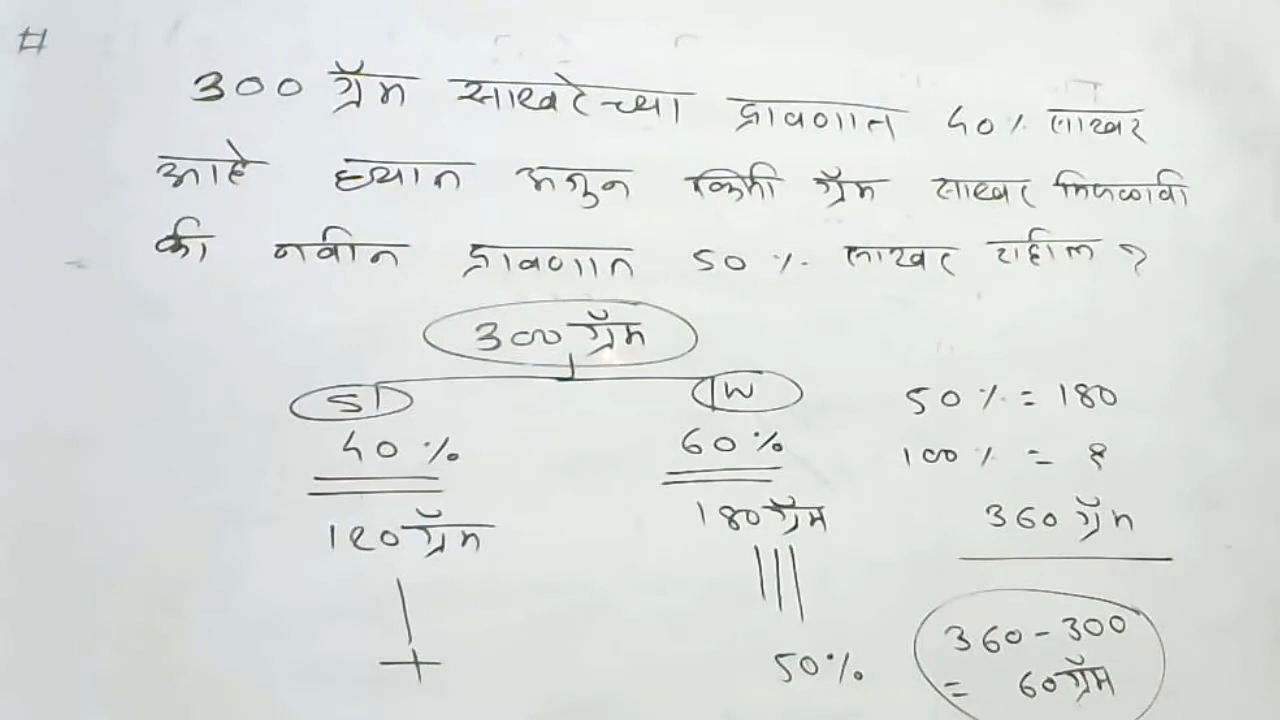 #
300 ग्रॅम साखरेच्या द्रावणात 40% साखर
आहे ह्यात अजुन किती ग्रॅम साखर मिळावी
की नवीन द्रावणात 50% साखर राहील ?
300 ग्रॅम
S W
40% 60%
120 ग्रॅम 180 ग्रॅम
+ 50%
50% = 180
100% = ?
360 ग्रॅम
360-300
= 60 ग्रॅम